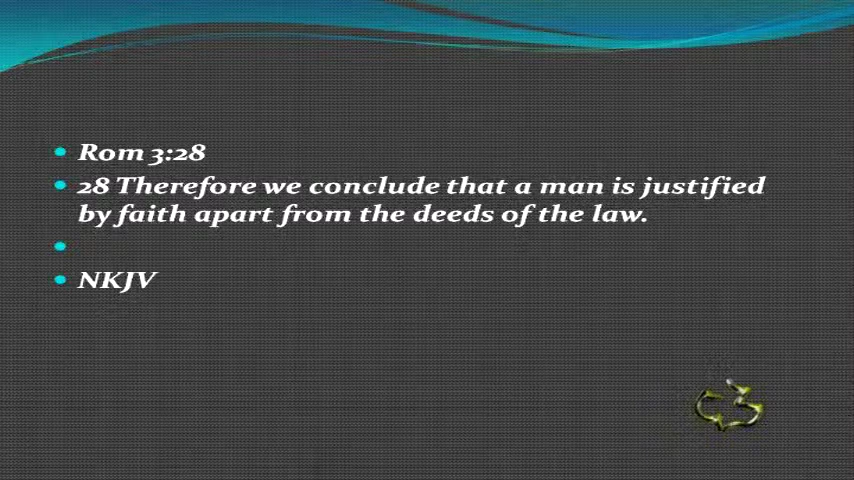 Rom 3:28
28 Therefore we conclude that a man is justified
by faith apart from the deeds of the law.
NKJV